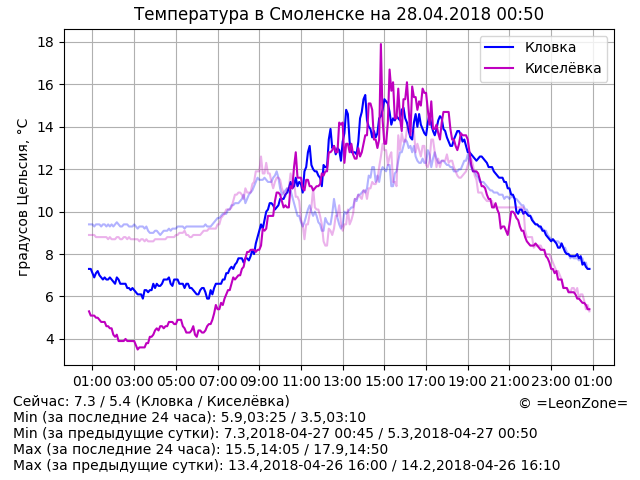 Температура в Смоленске на 28.04.2018 00:50
градусов Цельсия, °C
18
16
14
12
10
8
6
4
Кловка
Киселёвка
01:00 03:00 05:00 07:00 09:00 11:00 13:00 15:00 17:00 19:00 21:00 23:00 01:00
Сейчас: 7.3 / 5.4 (Кловка / Киселёвка)
© =LeonZone=
Min (за последние 24 часа): 5.9,03:25 / 3.5,03:10
Min (за предыдущие сутки): 7.3,2018-04-27 00:45 / 5.3,2018-04-27 00:50
Max (за последние 24 часа): 15.5,14:05 / 17.9,14:50
Max (за предыдущие сутки): 13.4,2018-04-26 16:00 / 14.2,2018-04-26 16:10